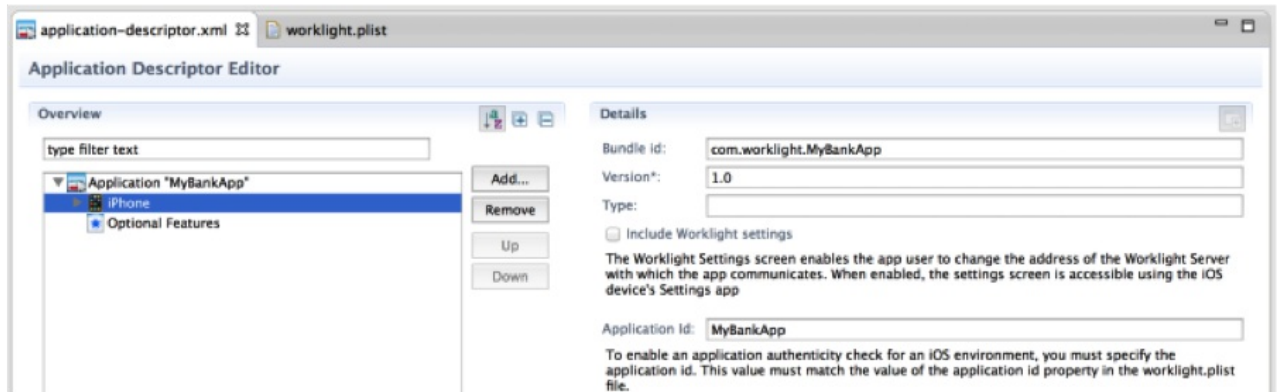 application-descriptor.xml
worklight.plist
Application Descriptor Editor
Overview
type filter text
Application "MyBankApp"
iPhone
Optional Features
Add...
Remove
Up
Down
Details
Bundle id:
com.worklight.MyBankApp
Version*:
1.0
Type:
Include Worklight settings
The Worklight Settings screen enables the app user to change the address of the Worklight Server
with which the app communicates. When enabled, the settings screen is accessible using the iOS
device's Settings app
Application Id:
MyBankApp
To enable an application authenticity check for an iOS environment, you must specify the
application id. This value must match the value of the application id property in the worklight.plist
file.